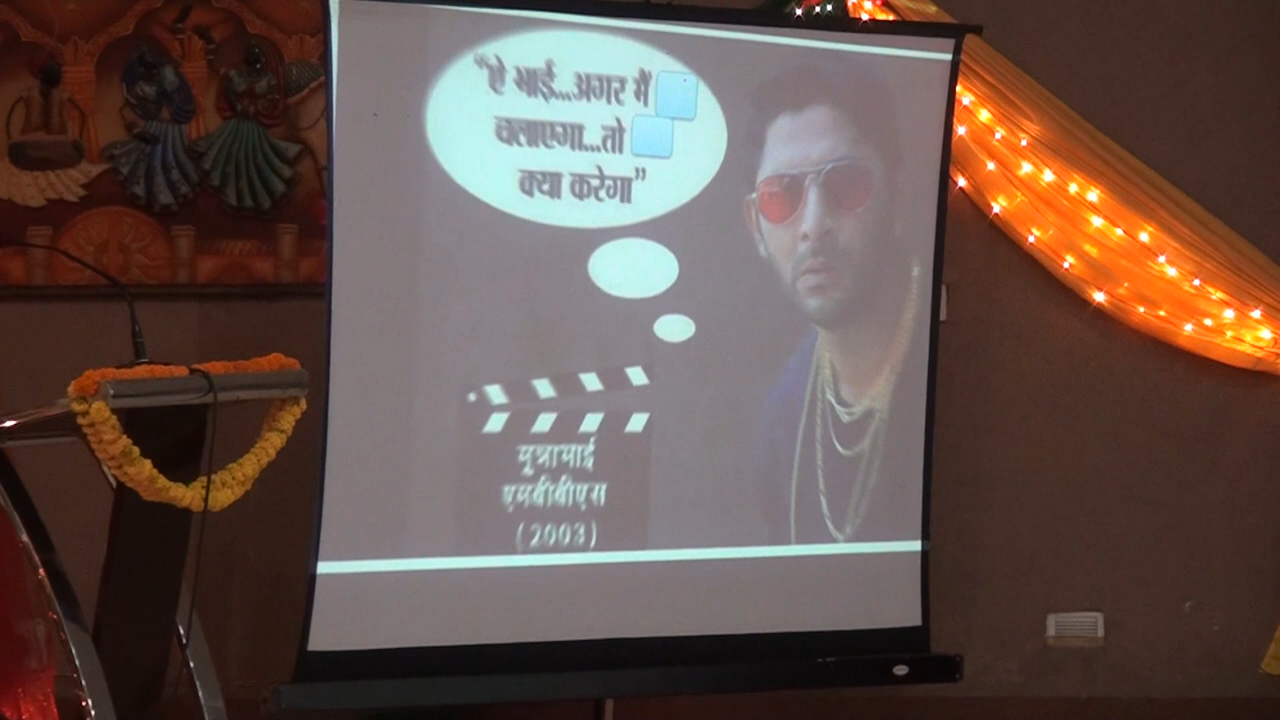 “ऐ भाई...अगर मैं
चलाएगा...तो
क्या करेगा”
मुन्नाभाई
एमबीबीएस
(2003)